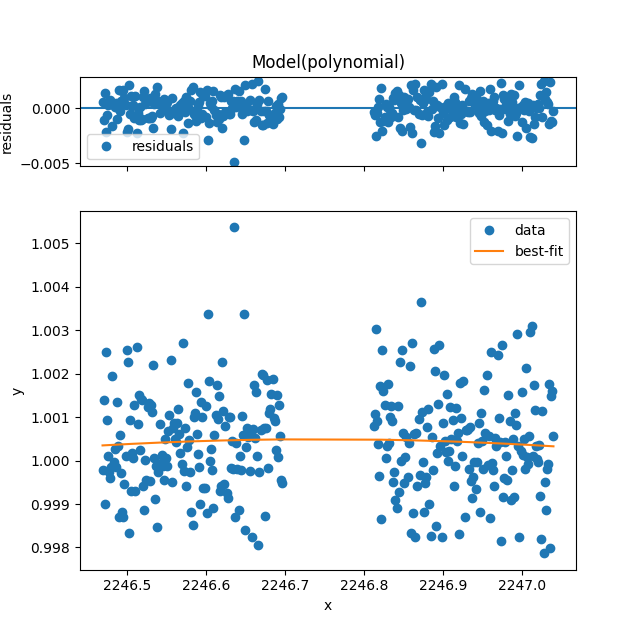 Model(polynomial)
residuals
0.000
−0.005
residuals
y
1.005
1.004
1.003
1.002
1.001
1.000
0.999
0.998
data
best-fit
2246.5 2246.6 2246.7 2246.8 2246.9 2247.0
x